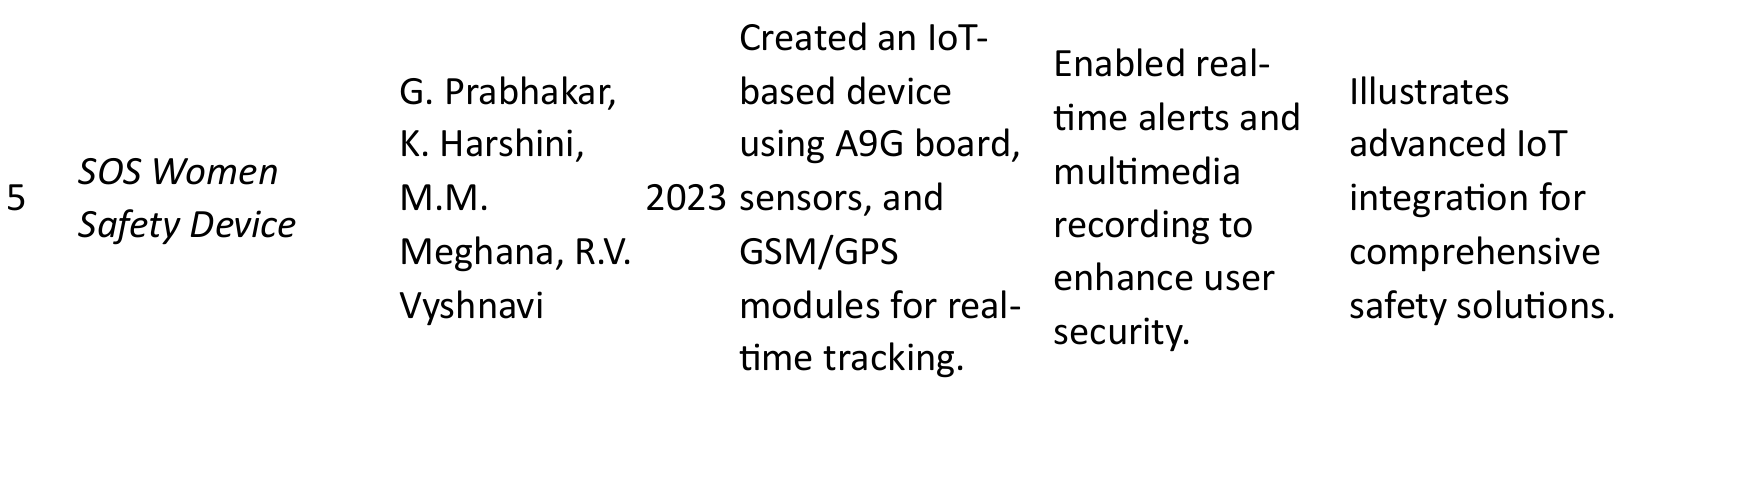 5
SOS Women
Safety Device
G. Prabhakar,
K. Harshini,
M.M.
Meghana, R.V.
Vyshnavi
2023
Created an IoT-
based device
using A9G board,
sensors, and
GSM/GPS
modules for real-
time tracking.
Enabled real-
time alerts and
multimedia
recording to
enhance user
security.
Illustrates
advanced IoT
integration for
comprehensive
safety solutions.